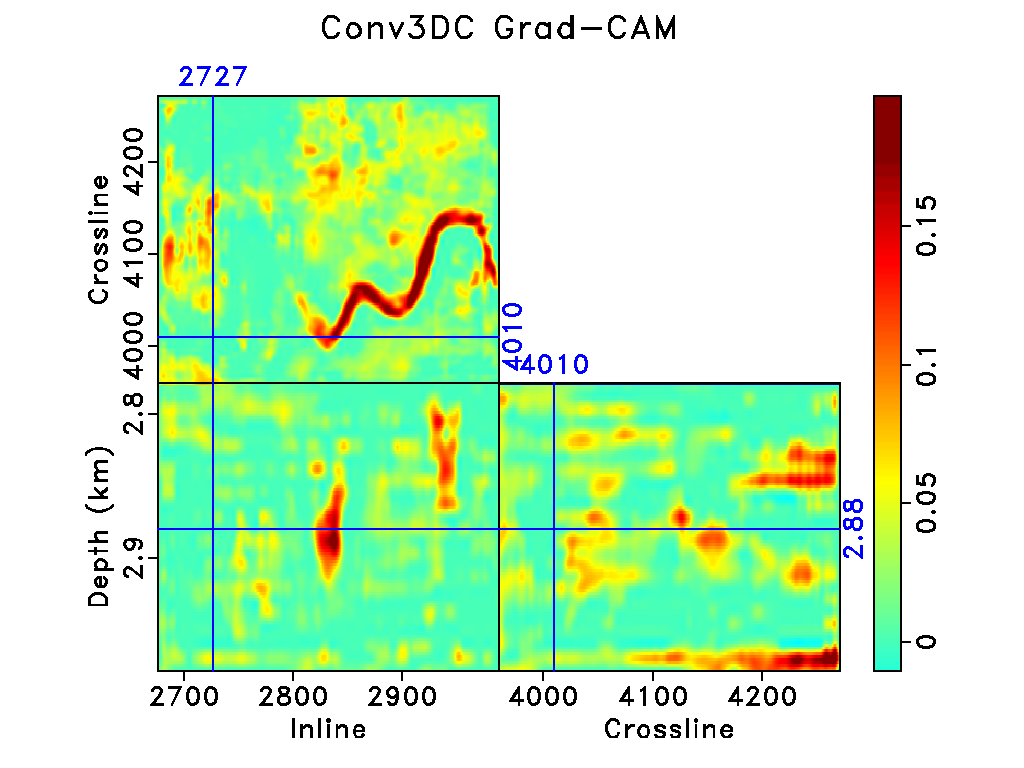 Conv3DC Grad-CAM
2727
Crossline
4200
4100
4000
4010
4010
Depth (km)
2.8
2.9
2.88
2700 2800 2900
Inline
4000 4100 4200
Crossline
0.15
0.1
0.05
0